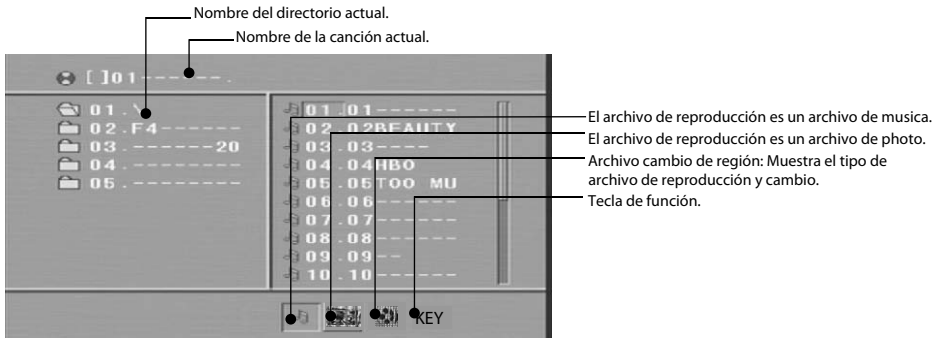 Nombre del directorio actual.
Nombre de la canción actual.
[ ]01-------.
01.\
02.F4------
03.------20
04.-------
05.-------
01.01------
02.02BEAUTY
03.03----
04.04HBO
05.05TOO MU
06.06------
07.07------
08.08------
09.09--
10.10------
El archivo de reproducción es un archivo de musica.
El archivo de reproducción es un archivo de photo.
Archivo cambio de región: Muestra el tipo de
archivo de reproducción y cambio.
Tecla de función.
KEY